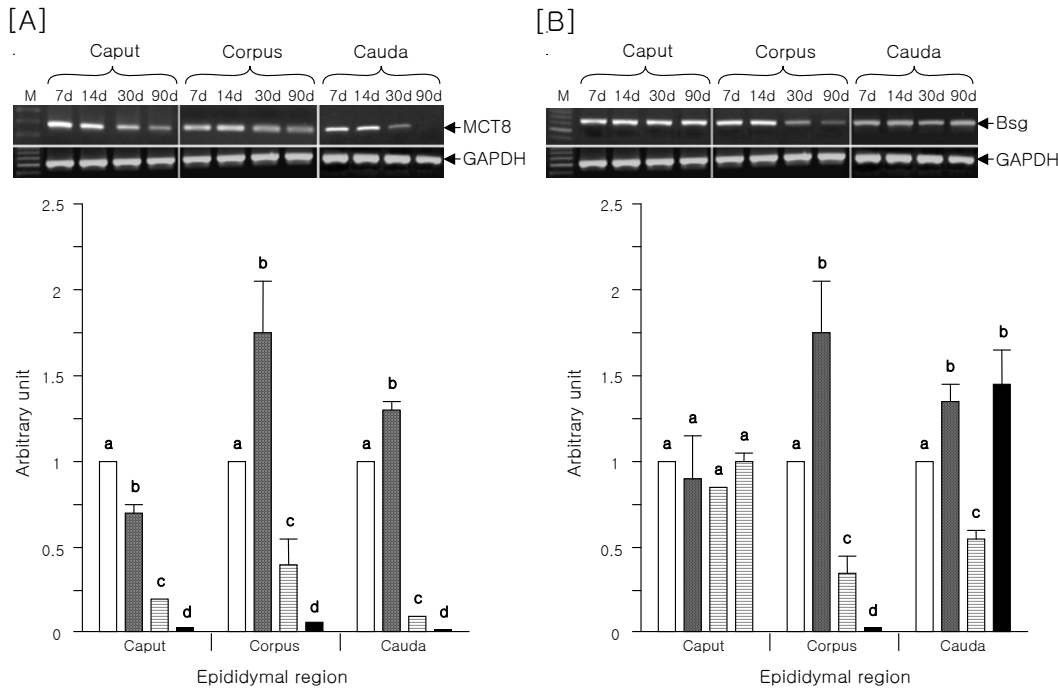 [A]
Caput Corpus Cauda
M 7d 14d 30d 90d 7d 14d 30d 90d 7d 14d 30d 90d
MCT8
GAPDH
2.5
2
1.5
1
0.5
0
Arbitrary unit
a b c d
a b c d
a b c d
Caput Corpus Cauda
Epididymal region
[B]
Caput Corpus Cauda
M 7d 14d 30d 90d 7d 14d 30d 90d 7d 14d 30d 90d
Bsg
GAPDH
2.5
2
1.5
1
0.5
0
Arbitrary unit
a a a a
a b c d
a b c b
Caput Corpus Cauda
Epididymal region